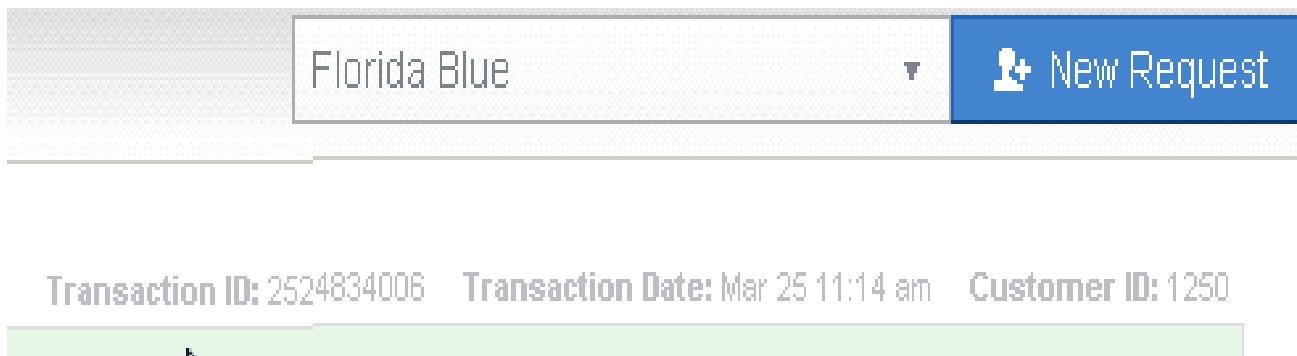 Florida Blue New Request
Transaction ID: 2524834006 Transaction Date: Mar 25 11:14 am Customer ID: 1250